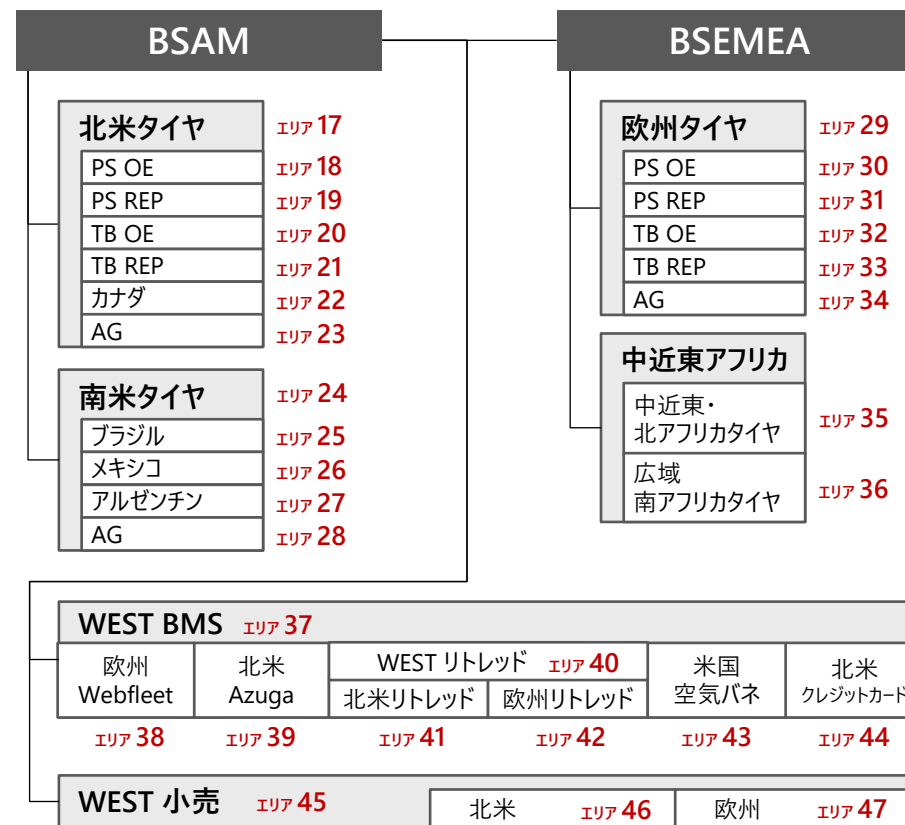 BSAM
北米タイヤ エリア17
PS OE エリア18
PS REP エリア19
TB OE エリア20
TB REP エリア21
カナダ エリア22
AG エリア23
南米タイヤ エリア24
ブラジル エリア25
メキシコ エリア26
アルゼンチン エリア27
AG エリア28
BSEMEA
欧州タイヤ エリア29
PS OE エリア30
PS REP エリア31
TB OE エリア32
TB REP エリア33
AG エリア34
中近東アフリカ
中近東・
北アフリカタイヤ エリア35
広域
南アフリカタイヤ エリア36
WEST BMS エリア37
欧州
Webfleet
エリア38
北米
Azuga
エリア39
WEST リトレッド エリア40
北米リトレッド
エリア41
欧州リトレッド
エリア42
米国
空気バネ
エリア43
北米
クレジットカード
エリア44
WEST 小売 エリア45
北米 エリア46
欧州 エリア47